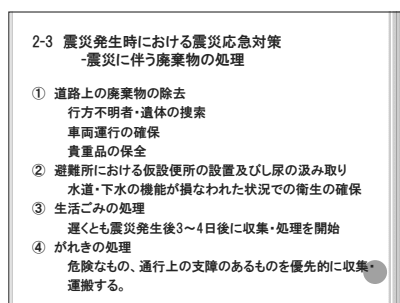 2-3 震災発生時における震災応急対策
-震災に伴う廃棄物の処理
① 道路上の廃棄物の除去
行方不明者・遺体の捜索
車両運行の確保
貴重品の保全
② 避難所における仮設便所の設置及びし尿の汲み取り
水道・下水の機能が損なわれた状況での衛生の確保
③ 生活ごみの処理
遅くとも震災発生後3～4日後に収集・処理を開始
④ がれきの処理
危険なもの、通行上の支障のあるものを優先的に収集・
運搬する。